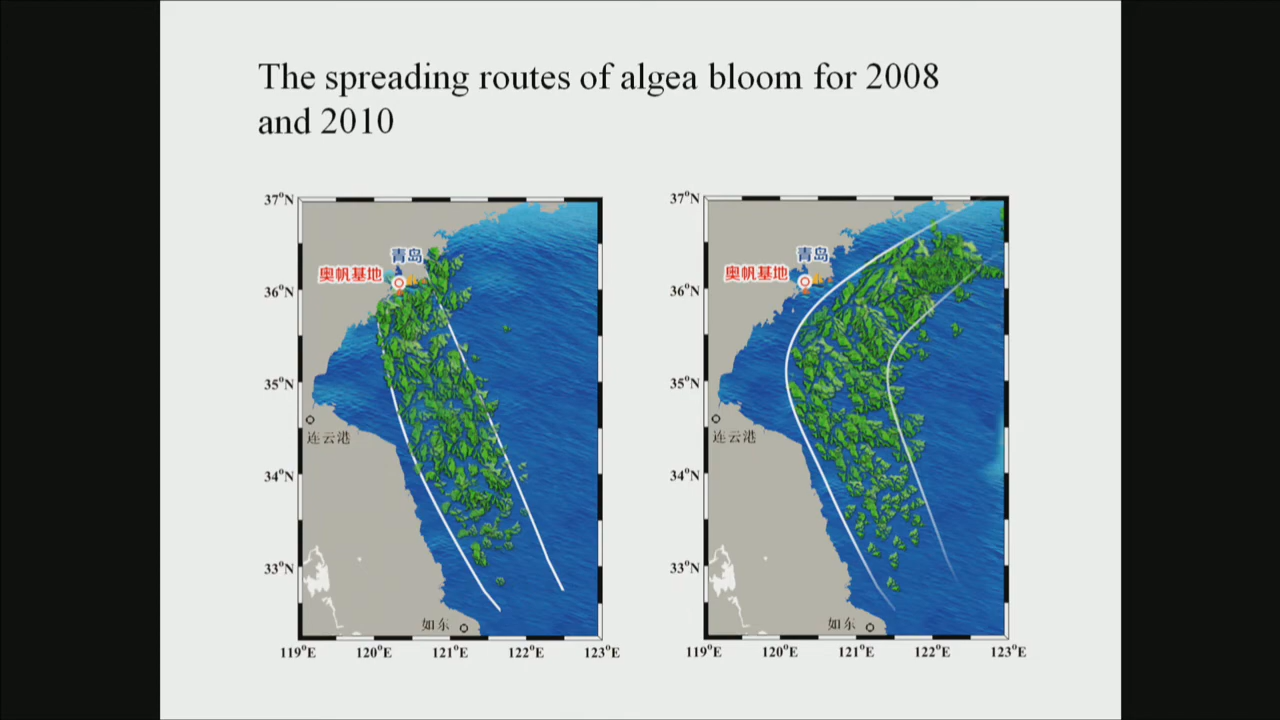 The spreading routes of algea bloom for 2008
and 2010
37°N
青岛
奥帆基地
36°N
35°N
连云港
34°N
33°N
如东
119°E 120°E 121°E 122°E 123°E
37°N
青岛
奥帆基地
36°N
35°N
连云港
34°N
33°N
如东
119°E 120°E 121°E 122°E 123°E